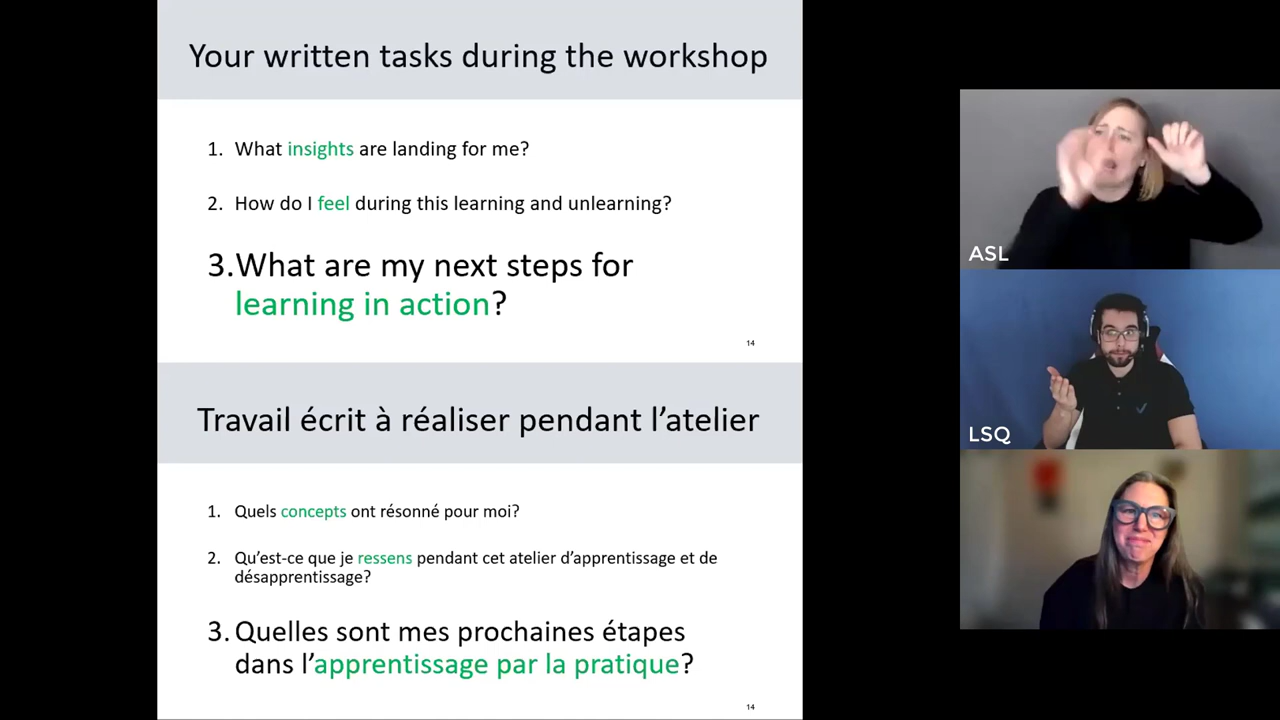 Your written tasks during the workshop
1. What insights are landing for me?
2. How do I feel during this learning and unlearning?
3.What are my next steps for
learning in action?
14
Travail écrit à réaliser pendant l’atelier
1. Quels concepts ont résonné pour moi?
2. Qu’est-ce que je ressens pendant cet atelier d’apprentissage et de
désapprentissage?
3. Quelles sont mes prochaines étapes
dans l’apprentissage par la pratique?
14
ASL
LSQ